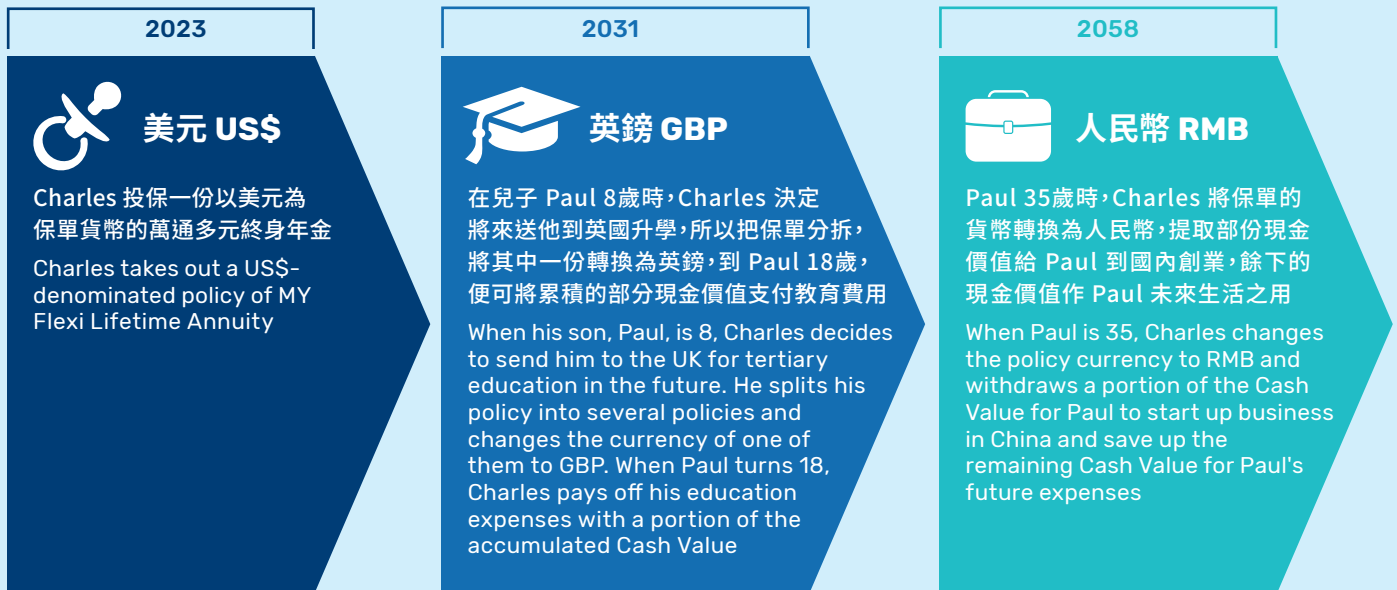 2023
美元 US$
Charles 投保一份以美元為
保單貨幣的萬通多元終身年金
Charles takes out a US$-
denominated policy of MY
Flexi Lifetime Annuity
2031
英鎊 GBP
在兒子 Paul 8歲時，Charles 決定
將來送他到英國升學，所以把保單分拆，
將其中一份轉換為英鎊，到 Paul 18歲，
便可將累積的部分現金價值支付教育費用
When his son, Paul, is 8, Charles decides
to send him to the UK for tertiary
education in the future. He splits his
policy into several policies and
changes the currency of one of
them to GBP. When Paul turns 18,
Charles pays off his education
expenses with a portion of the
accumulated Cash Value
2058
人民幣 RMB
Paul 35歲時，Charles 將保單的
貨幣轉換為人民幣，提取部份現金
價值給 Paul 到國內創業，餘下的
現金價值作 Paul 未來生活之用
When Paul is 35, Charles changes
the policy currency to RMB and
withdraws a portion of the Cash
Value for Paul to start up business
in China and save up the
remaining Cash Value for Paul's
future expenses